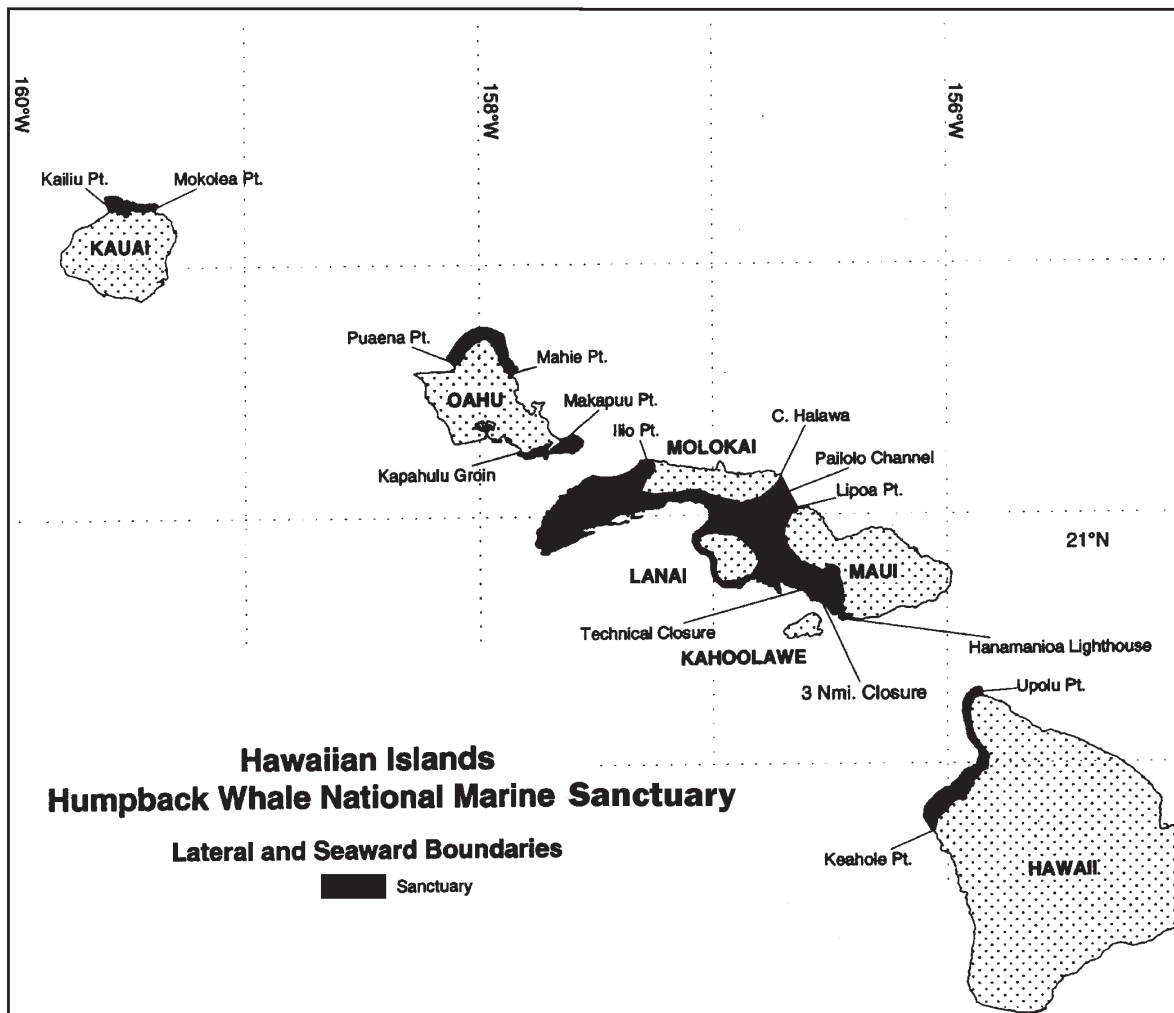 160°W
158°W
156°W
Kailiu Pt.
Mokolea Pt.
KAUAI
Puaena Pt.
Mahie Pt.
OAHU
Makapuu Pt.
Kapahulu Groin
Ilio Pt.
MOLOKAI
C. Halawa
Pailolo Channel
Lipoa Pt.
21°N
LANAI
MAUI
Technical Closure
KAHOOLAWE
Hanamanioa Lighthouse
3 Nmi. Closure
Upolu Pt.
Keahole Pt.
HAWAII
Hawaiian Islands
Humpback Whale National Marine Sanctuary
Lateral and Seaward Boundaries
Sanctuary